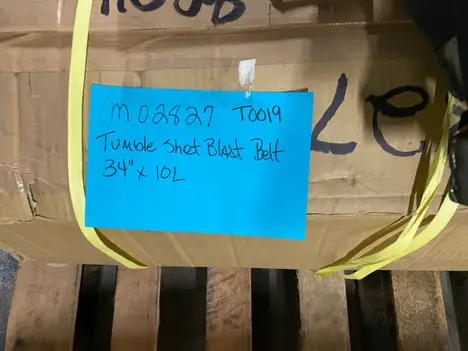 M02827 T0019
Tumble Shot Blast Belt
34" x 10L